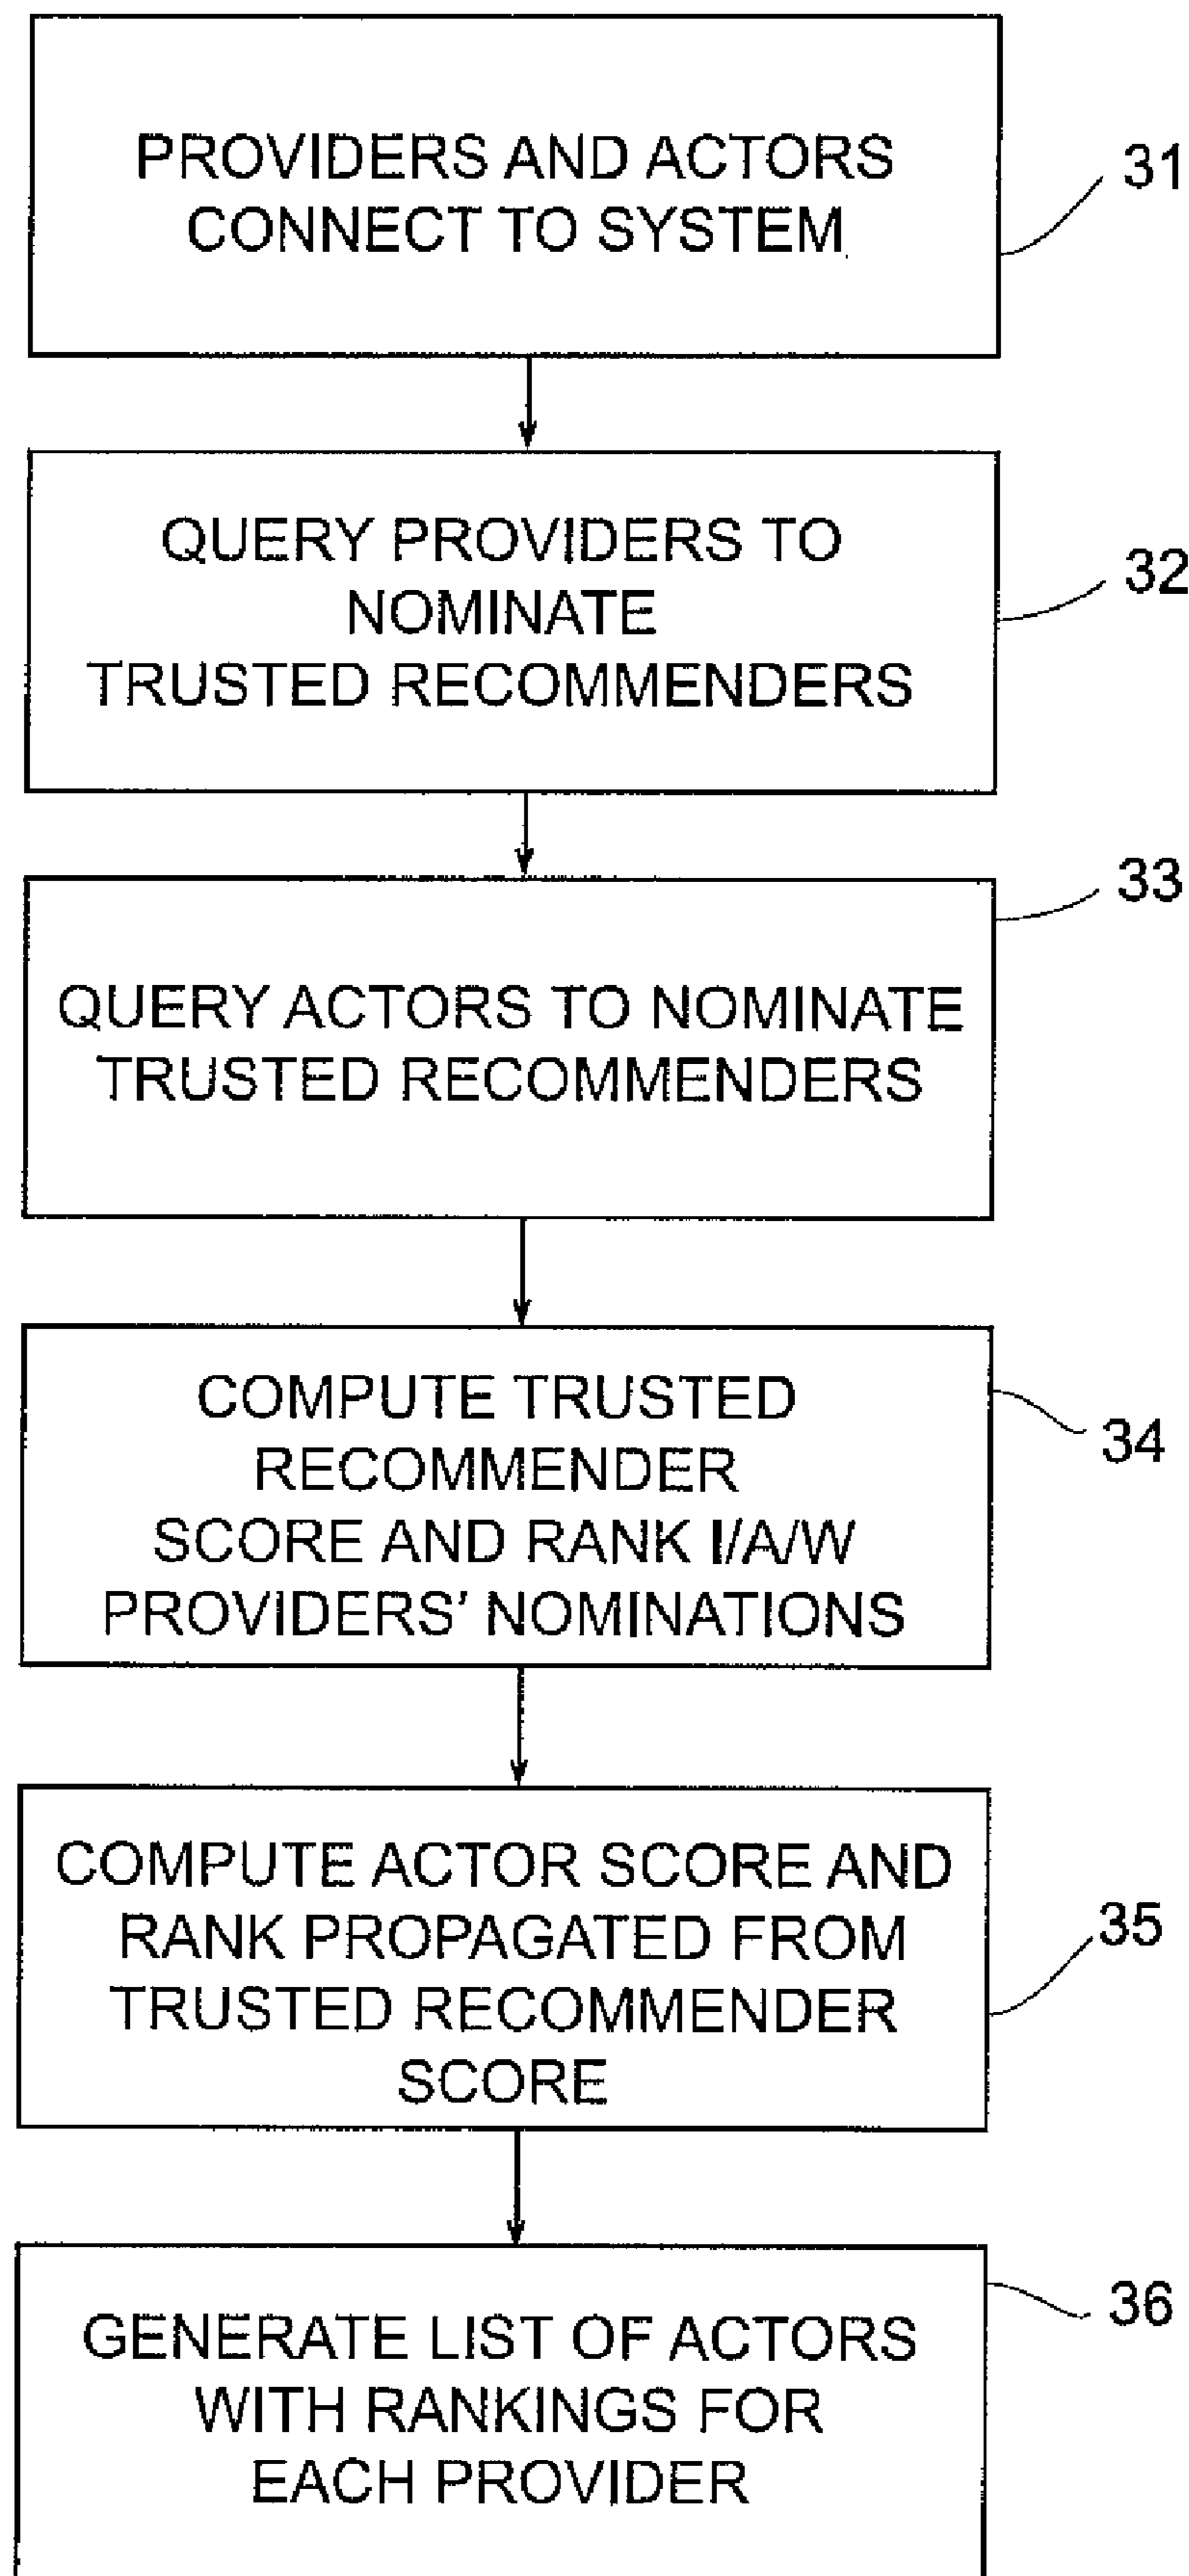 PROVIDERS AND ACTORS
CONNECT TO SYSTEM
31
QUERY PROVIDERS TO
NOMINATE
TRUSTED RECOMMENDERS
32
QUERY ACTORS TO NOMINATE
TRUSTED RECOMMENDERS
33
COMPUTE TRUSTED
RECOMMENDER
SCORE AND RANK I/A/W
PROVIDERS' NOMINATIONS
34
COMPUTE ACTOR SCORE AND
RANK PROPAGATED FROM
TRUSTED RECOMMENDER
SCORE
35
GENERATE LIST OF ACTORS
WITH RANKINGS FOR
EACH PROVIDER
36